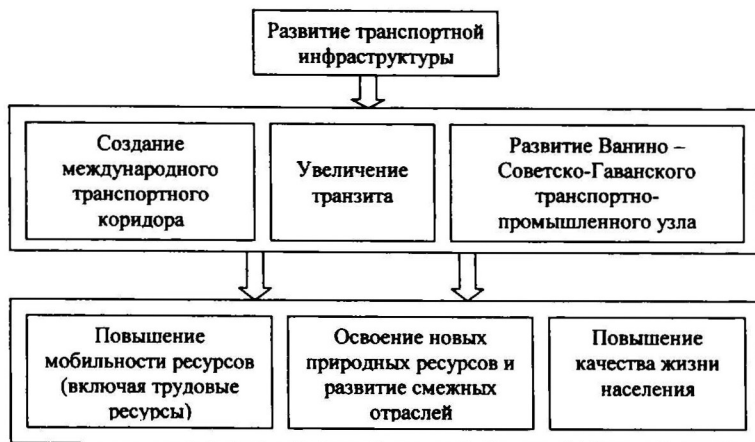 Развитие транспортной
инфраструктуры
Создание
международного
транспортного
коридора
Увеличение
транзита
Развитие Ванино –
Советско-Гаванского
транспортно-
промышленного узла
Повышение
мобильности ресурсов
(включая трудовые
ресурсы)
Освоение новых
природных ресурсов и
развитие смежных
отраслей
Повышение
качества жизни
населения